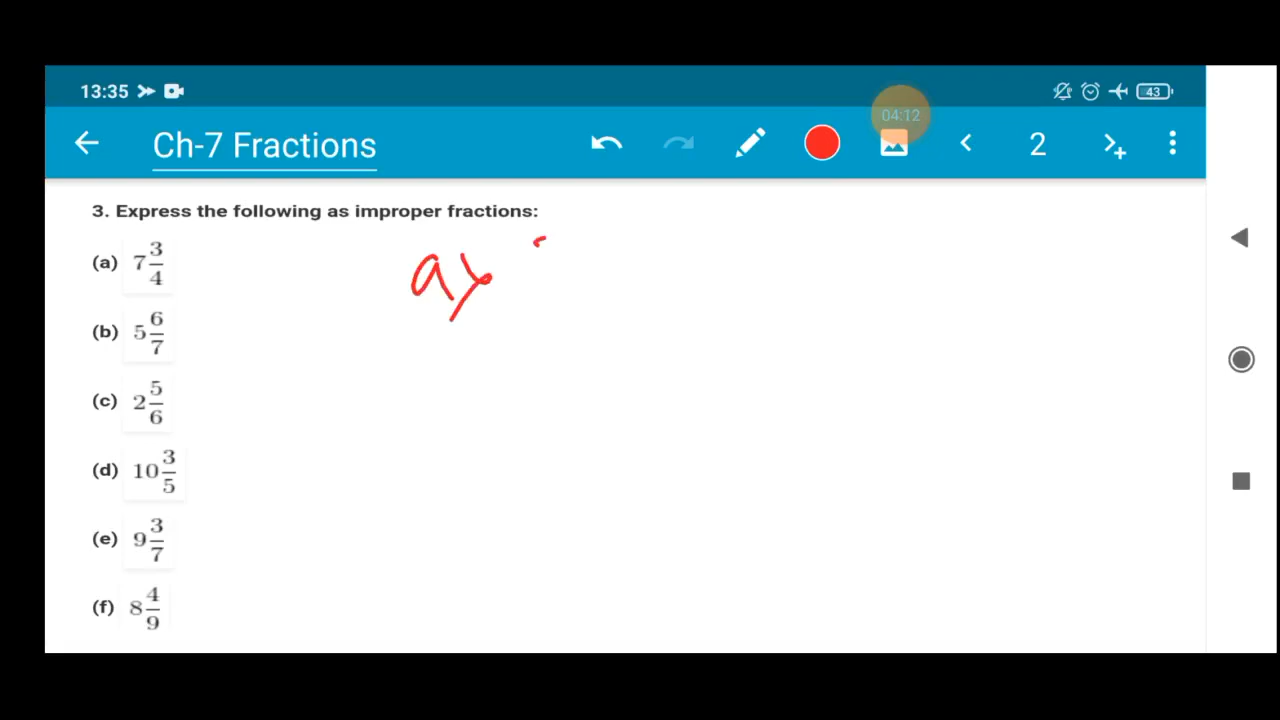 13:35
43
04:12
Ch-7 Fractions
2
3. Express the following as improper fractions:
(a) 7 3/4
(b) 5 6/7
(c) 2 5/6
(d) 10 3/5
(e) 9 3/7
(f) 8 4/9